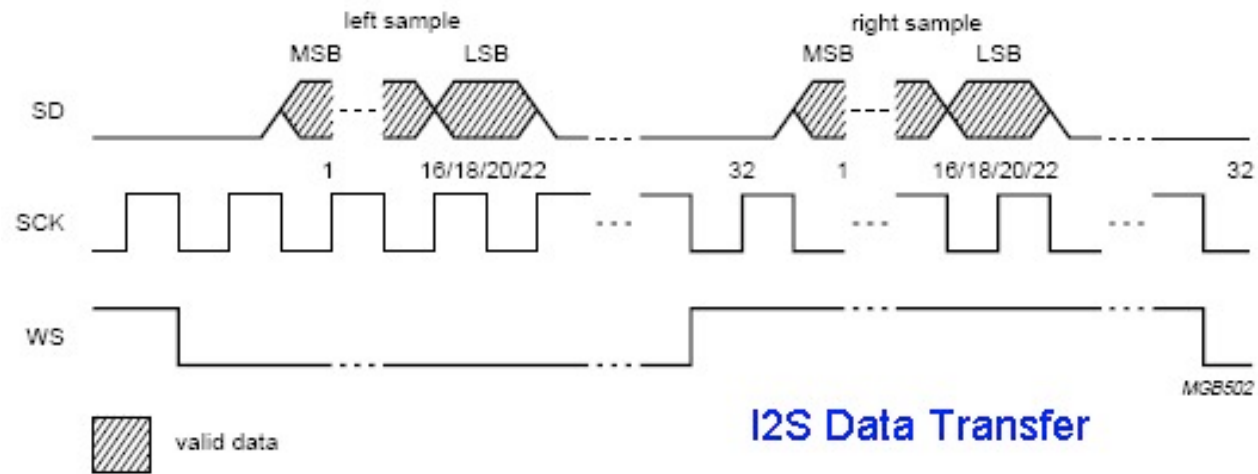 left sample right sample
MSB LSB MSB LSB
SD
1 16/18/20/22 32 1 16/18/20/22 32
SCK
WS
MGB502
valid data
I2S Data Transfer